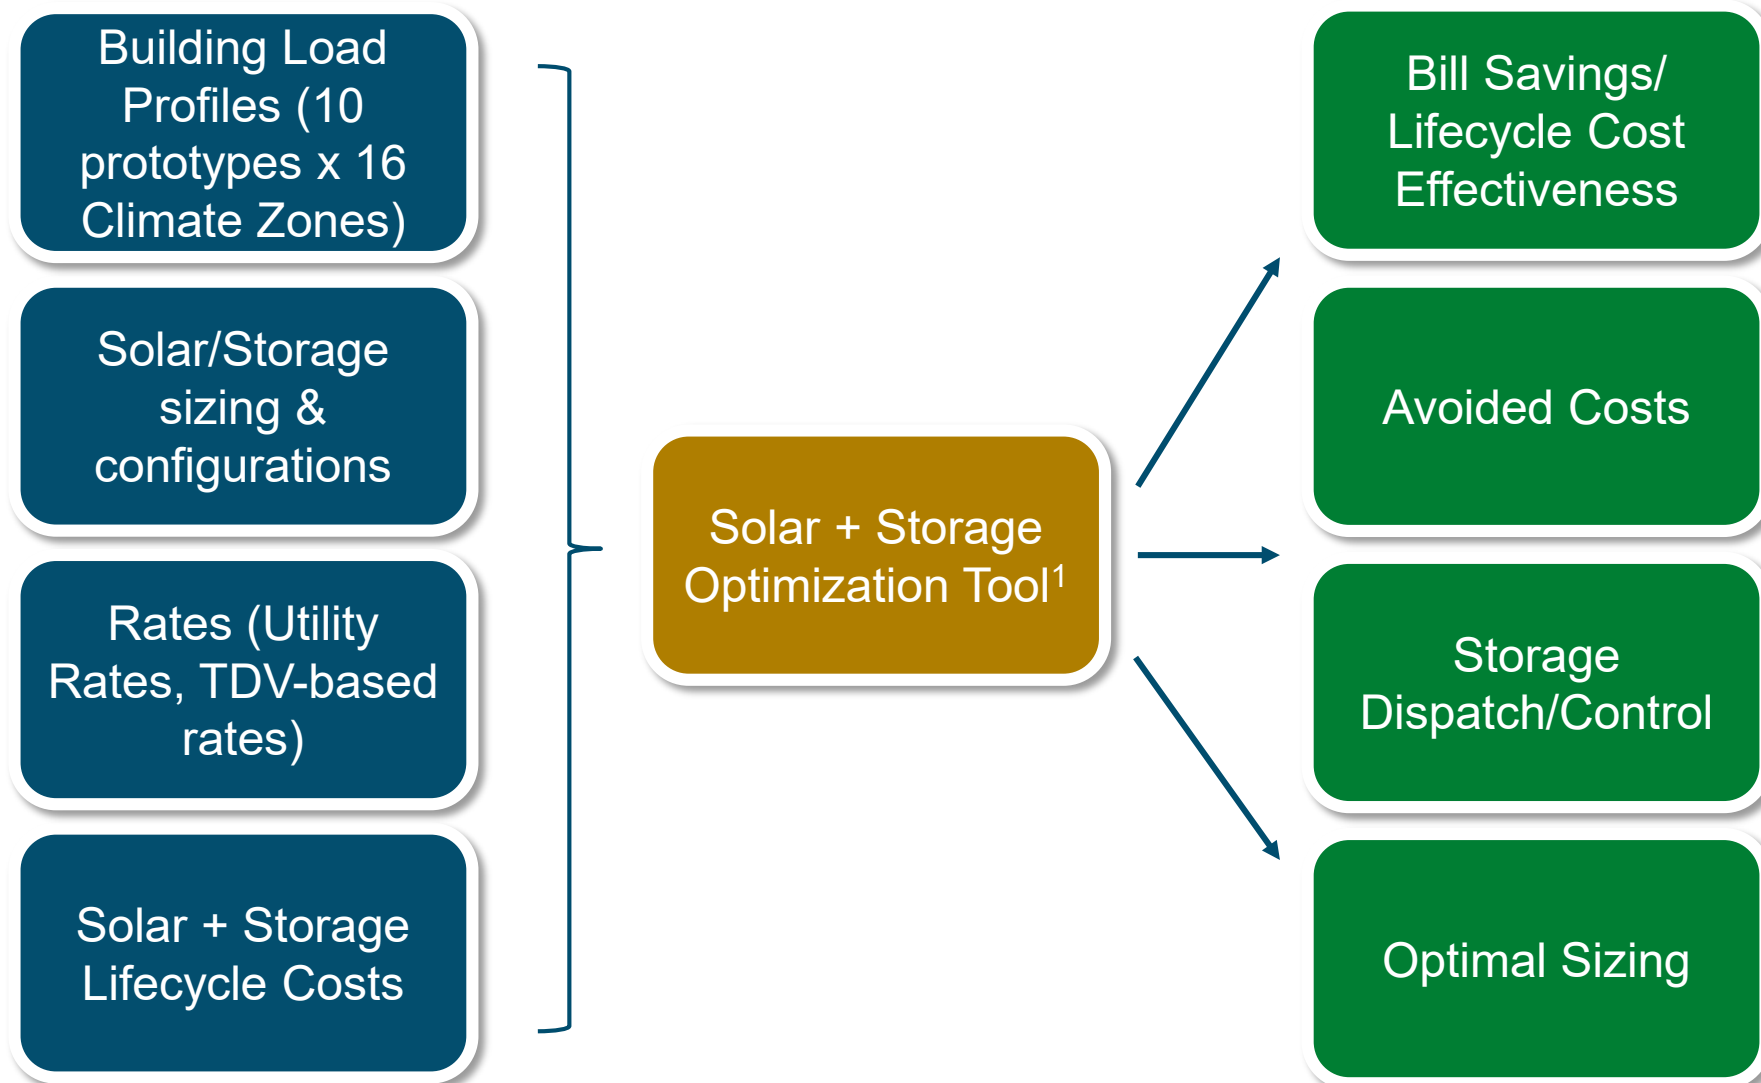 Building Load
Profiles (10
prototypes x 16
Climate Zones)
Solar/Storage
sizing &
configurations
Rates (Utility
Rates, TDV-based
rates)
Solar + Storage
Lifecycle Costs
Solar + Storage
Optimization Tool¹
Bill Savings/
Lifecycle Cost
Effectiveness
Avoided Costs
Storage
Dispatch/Control
Optimal Sizing